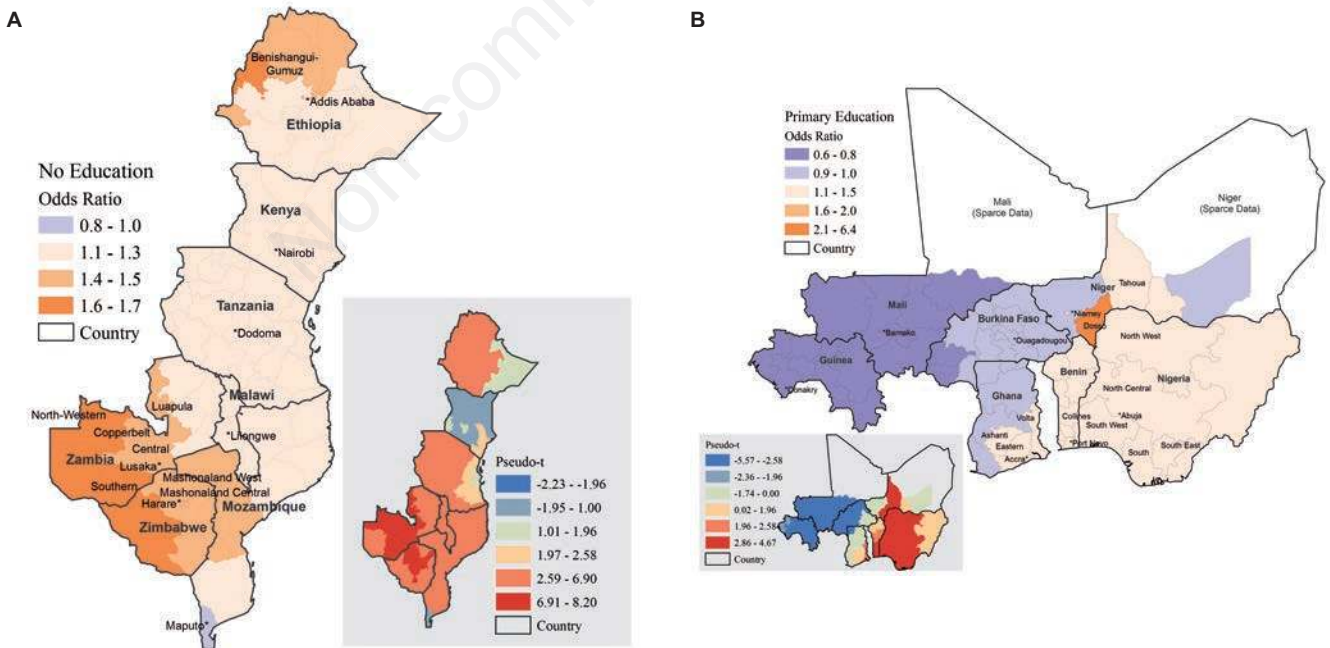 A
Benishangui-
Gumuz
*Addis Ababa
Ethiopia
No Education
Odds Ratio
0.8 - 1.0
1.1 - 1.3
1.4 - 1.5
1.6 - 1.7
Country
Kenya
*Nairobi
Tanzania
*Dodoma
Malawi
Luapula
North-Western
Copperbelt
*Lilongwe
Central
Zambia
Lusaka*
Southern
Mashonaland West
Mashonaland Central
Harare*
Mozambique
Zimbabwe
Maputo*
Pseudo-t
-2.23 - -1.96
-1.95 - 1.00
1.01 - 1.96
1.97 - 2.58
2.59 - 6.90
6.91 - 8.20
Country
Non-comm
B
Primary Education
Odds Ratio
0.6 - 0.8
0.9 - 1.0
1.1 - 1.5
1.6 - 2.0
2.1 - 6.4
Country
Mali
(Sparce Data)
Niger
(Sparce Data)
Tahoua
Niger
Mali
*Niamey
Burkina Faso
Dosso
*Bamako
*Ouagadougou
North West
Guinea
Benin
Nigeria
*Conakry
North Central
Ghana
Volta
Collines
*Abuja
South West
Ashanti
Eastern
*Port Novo
South East
Accra*
South
Pseudo-t
-5.57 - -2.58
-2.36 - -1.96
-1.74 - 0.00
0.02 - 1.96
1.96 - 2.58
2.86 - 4.67
Country